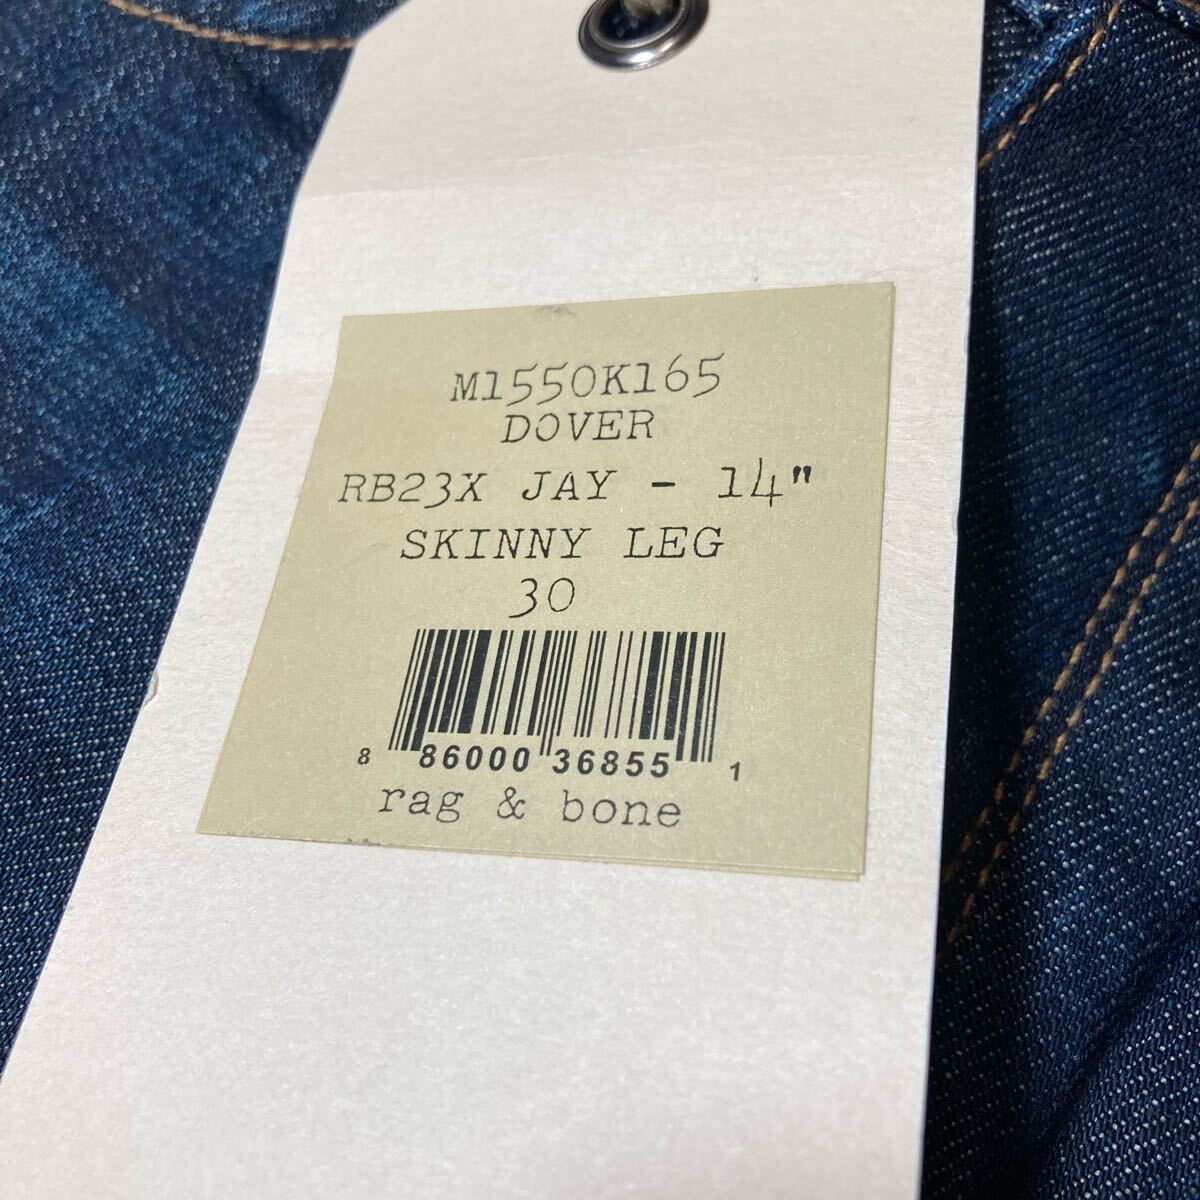 M1550K165
DOVER
RB23X JAY - 14"
SKINNY LEG
30
8 86000 36855 1
rag & bone